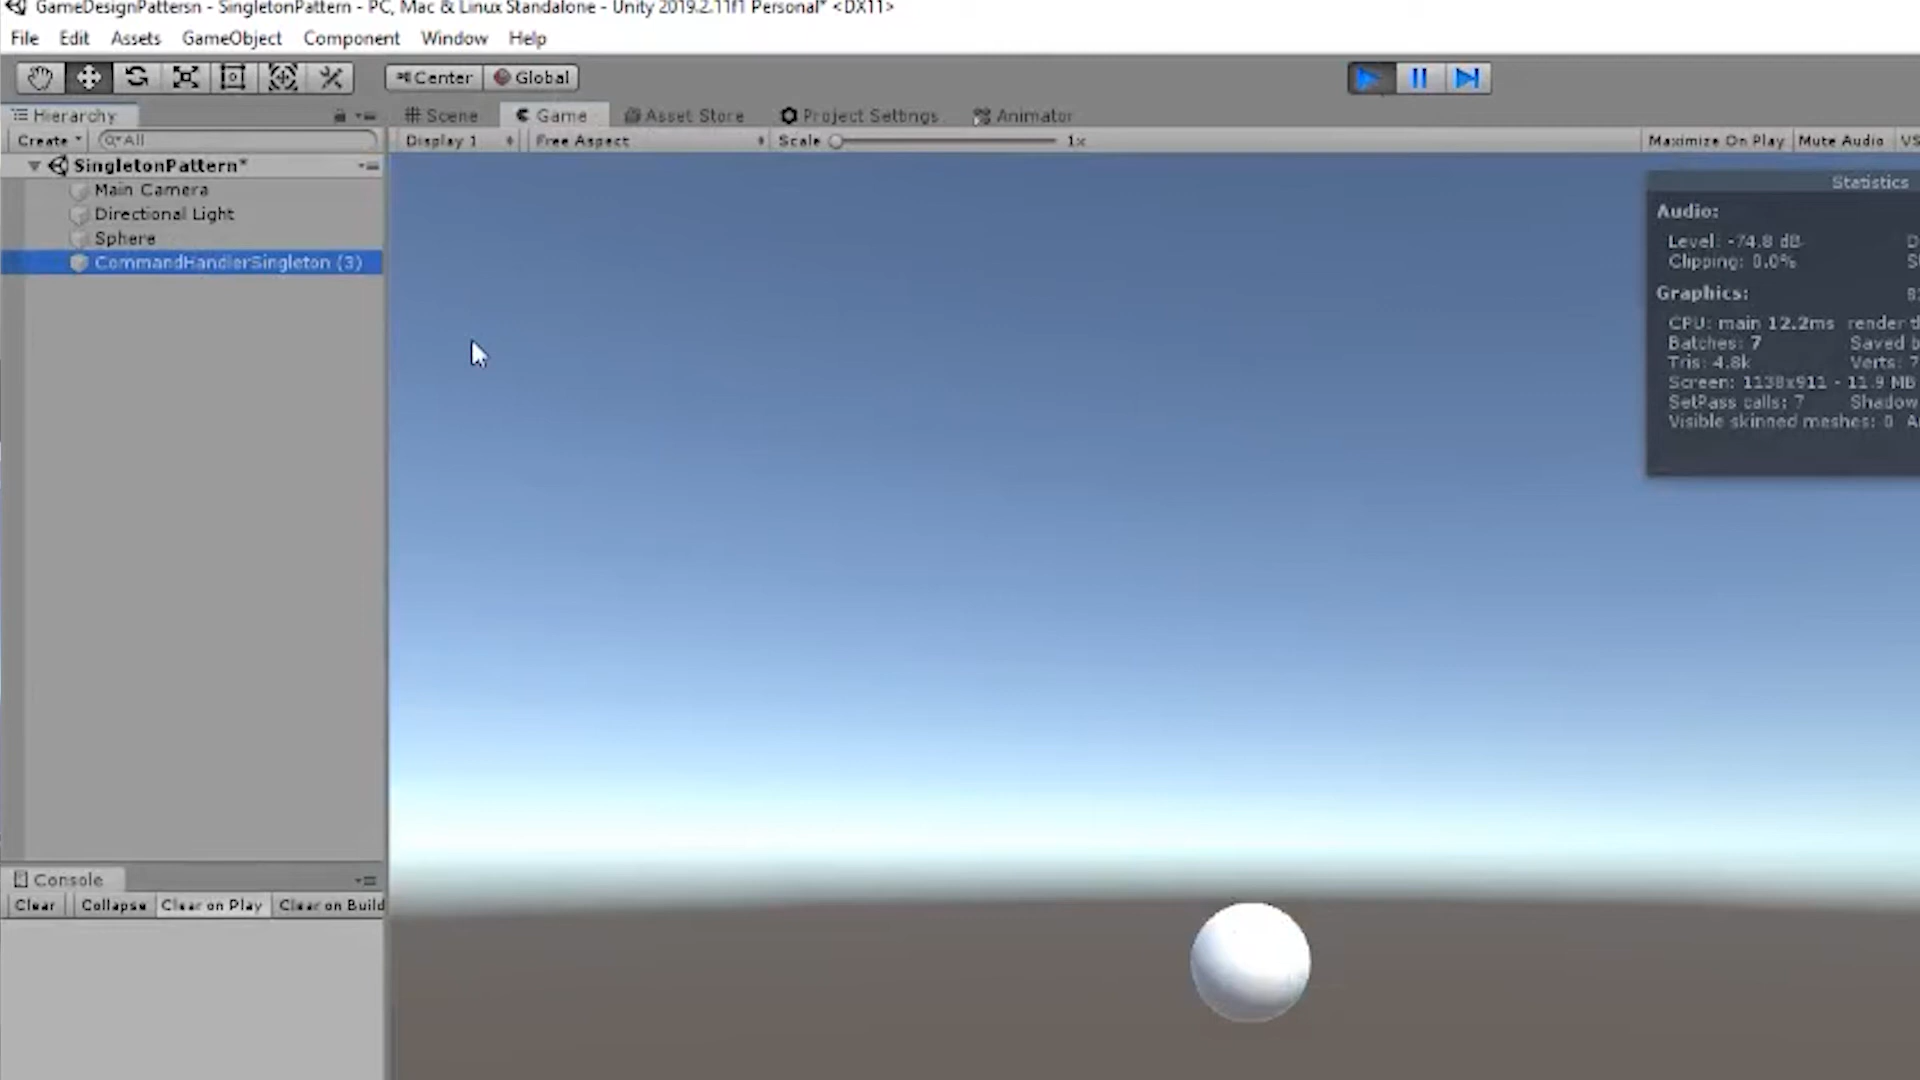 GameDesignPattersn - SingletonPattern - PC, Mac & Linux Standalone - Unity 2019.2.11f1 Personal* <DX11>
File Edit Assets GameObject Component Window Help
Center Global
Hierarchy Scene Game Asset Store Project Settings Animator
Create All Display 1 Free Aspect Scale 1x Maximize On Play Mute Audio VS
SingletonPattern*
Main Camera
Directional Light
Sphere
CommandHandlerSingleton (3)
Statistics
Audio:
Level: -74.8 dB D
Clipping: 0.0% S
Graphics:
CPU: main 12.2ms render t
Batches: 7 Saved b
Tris: 4.8k Verts: 7
Screen: 1138x911 - 11.9 MB
SetPass calls: 7 Shadow
Visible skinned meshes: 0 A
Console
Clear Collapse Clear on Play Clear on Build